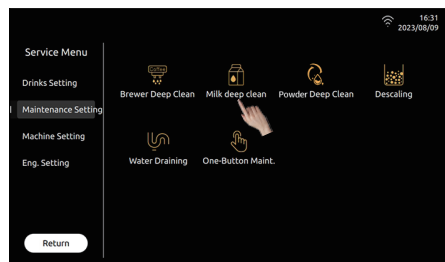 16:31
2023/08/09
Service Menu
Drinks Setting
Maintenance Setting
Machine Setting
Eng. Setting
Return
Coffee
Brewer Deep Clean
Milk deep clean
Powder Deep Clean
Descaling
Water Draining
One-Button Maint.